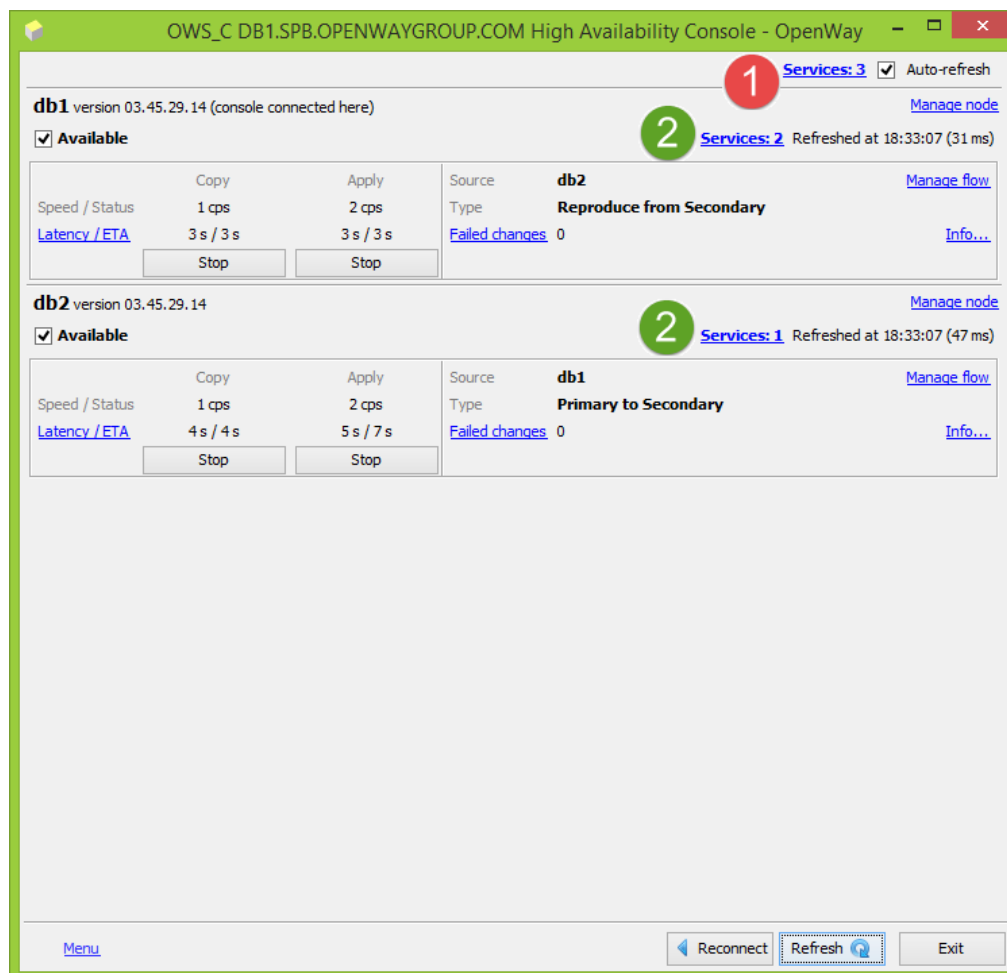 OWS_C DB1.SPB.OPENWAYGROUP.COM High Availability Console - OpenWay
1 Services: 3 Auto-refresh
db1 version 03.45.29.14 (console connected here) Manage node
Available 2 Services: 2 Refreshed at 18:33:07 (31 ms)
Copy Apply Source db2 Manage flow
Speed / Status 1 cps 2 cps Type Reproduce from Secondary
Latency / ETA 3 s / 3 s 3 s / 3 s Failed changes 0 Info...
Stop Stop
db2 version 03.45.29.14 Manage node
Available 2 Services: 1 Refreshed at 18:33:07 (47 ms)
Copy Apply Source db1 Manage flow
Speed / Status 1 cps 2 cps Type Primary to Secondary
Latency / ETA 4 s / 4 s 5 s / 7 s Failed changes 0 Info...
Stop Stop
Menu Reconnect Refresh Exit